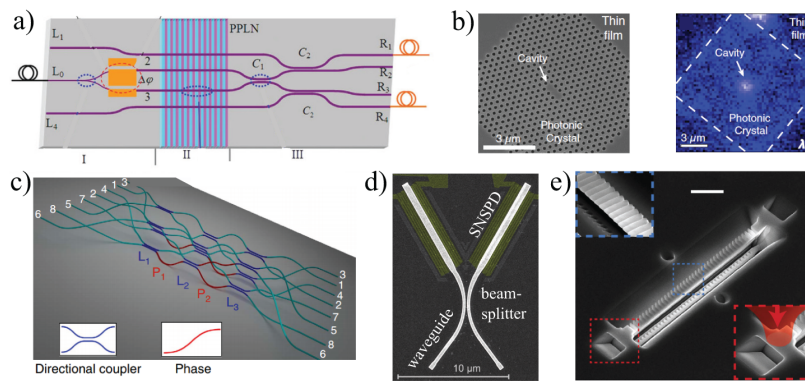 a)
L1
L0
L4
2
Δφ
3
PPLN
C1
C2
C2
R1
R2
R3
R4
I
II
III
b)
Thin
film
Cavity
Photonic
Crystal
3 µm
Thin
film
Cavity
Photonic
Crystal
3 µm
λ
c)
6 8 5 7 2 4 1 3
L1
P1
L2
P2
L3
3
1
4
2
7
5
8
6
Directional coupler
Phase
d)
SNSPD
waveguide
beam-
splitter
10 µm
e)